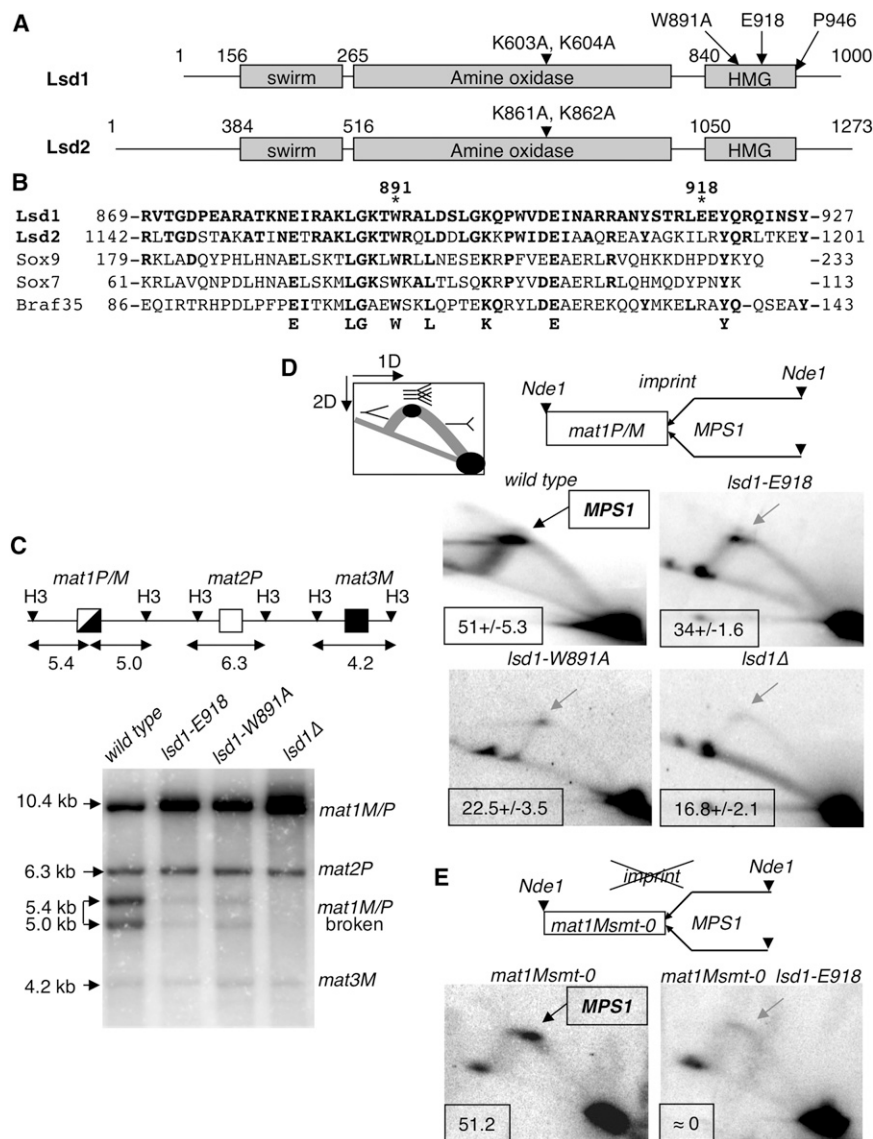 A
W891A E918 P946
K603A, K604A
1 156 265 840 1000
Lsd1 swirm Amine oxidase HMG
K861A, K862A
1 384 516 1050 1273
Lsd2 swirm Amine oxidase HMG
B
891 918
* *
Lsd1 869-RVTGDPEARATKNEIRAKLGKTWRALDSLGKQPWVDEINARRANYSTRLEEYQRQINSY-927
Lsd2 1142-RLTGDSTAKATINETRAKLGKTWRQLDDLGKKPWIDEIAAQREAYAGKILRYQRLTKEY-1201
Sox9 179-RKLADQYPHLHNAELSKTLGKLWRLLNESEKRPFVEEAERLRVQHKKDHPDYKYQ -233
Sox7 61-KRLAVQNPDLHNAELSKMLGKSWKALTLSQKRPYVDEAERLRLQHMQDYPNYK -113
Braf35 86-EQIRTRHPDLPFPEITKMLGAEWSKLQPTEKQRYLDEAEREKQQYMKELRAYQ-QSEAY-143
E LG W L K E Y
D
1D
2D
Nde1 imprint Nde1
mat1P/M MPS1
wild type
MPS1
51+/-5.3
lsd1-E918
34+/-1.6
lsd1-W891A
22.5+/-3.5
lsd1Δ
16.8+/-2.1
C
mat1P/M mat2P mat3M
H3 H3 H3 H3 H3 H3
5.4 5.0 6.3 4.2
wild type lsd1-E918 lsd1-W891A lsd1Δ
10.4 kb mat1M/P
6.3 kb mat2P
5.4 kb mat1M/P
5.0 kb broken
4.2 kb mat3M
E
Nde1 imprint Nde1
mat1Msmt-0 MPS1
mat1Msmt-0
MPS1
51.2
mat1Msmt-0 lsd1-E918
≈ 0